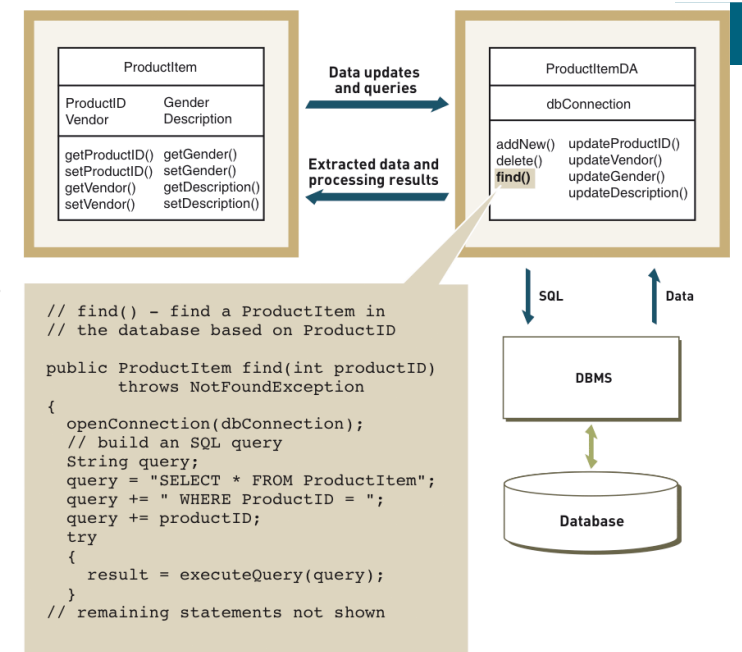 ProductItem
ProductID Gender
Vendor Description
getProductID() getGender()
setProductID() setGender()
getVendor() getDescription()
setVendor() setDescription()
Data updates
and queries
Extracted data and
processing results
ProductItemDA
dbConnection
addNew() updateProductID()
delete() updateVendor()
find() updateGender()
updateDescription()
SQL
Data
DBMS
Database
// find() – find a ProductItem in
// the database based on ProductID
public ProductItem find(int productID)
throws NotFoundException
{
openConnection(dbConnection);
// build an SQL query
String query;
query = "SELECT * FROM ProductItem";
query += " WHERE ProductID = ";
query += productID;
try
{
result = executeQuery(query);
}
// remaining statements not shown